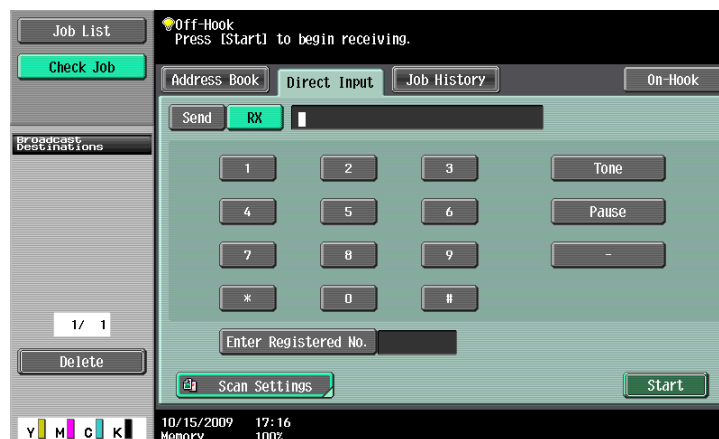 Job List
Check Job
Broadcast
Destinations
1/ 1
Delete
Y M C K
Off-Hook
Press [Start] to begin receiving.
Address Book Direct Input Job History On-Hook
Send RX
1 2 3 Tone
4 5 6 Pause
7 8 9 -
* 0 #
Enter Registered No.
Scan Settings Start
10/15/2009 17:16
Memory 100%